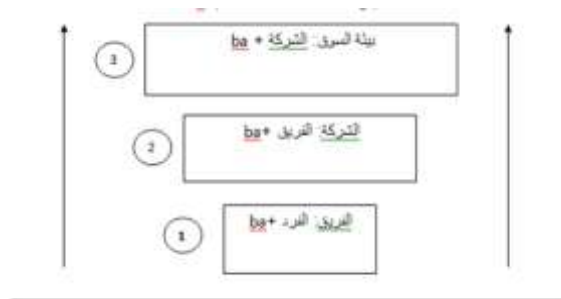 بيئة السوق: الشركة + ba
3
الشركة: الفريق +ba
2
الفريق: الفرد +ba
1